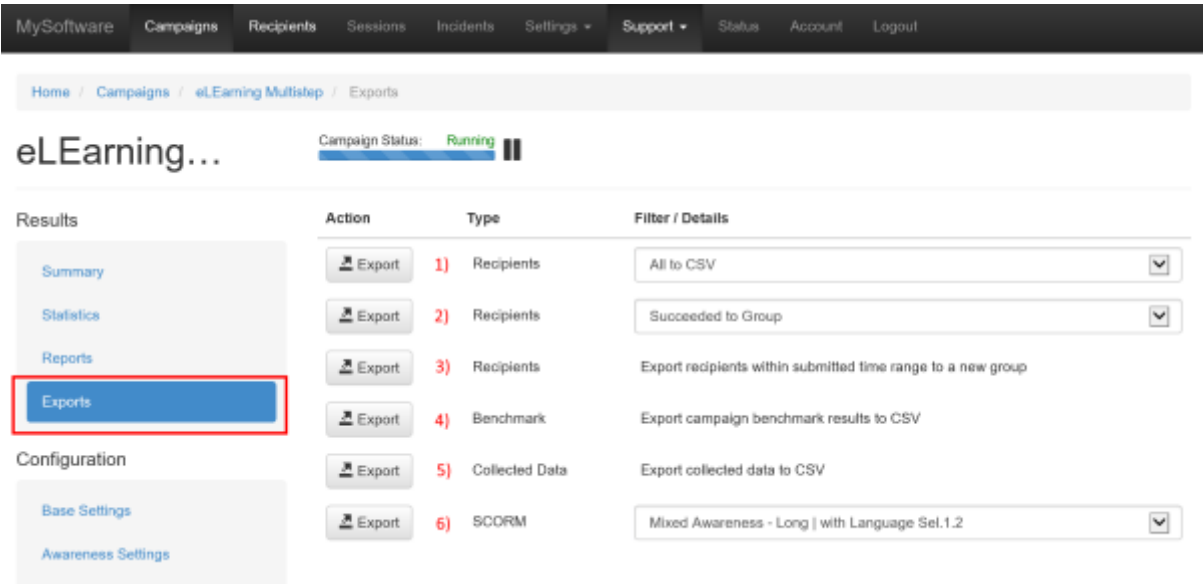 MySoftware Campaigns Recipients Sessions Incidents Settings Support Status Account Logout
Home / Campaigns / eLEarning Multistep / Exports
eLEarning...
Campaign Status: Running
Results
Summary
Statistics
Reports
Exports
Configuration
Base Settings
Awareness Settings
Action Type Filter / Details
Export 1) Recipients All to CSV
Export 2) Recipients Succeeded to Group
Export 3) Recipients Export recipients within submitted time range to a new group
Export 4) Benchmark Export campaign benchmark results to CSV
Export 5) Collected Data Export collected data to CSV
Export 6) SCORM Mixed Awareness - Long | with Language Sel.1.2